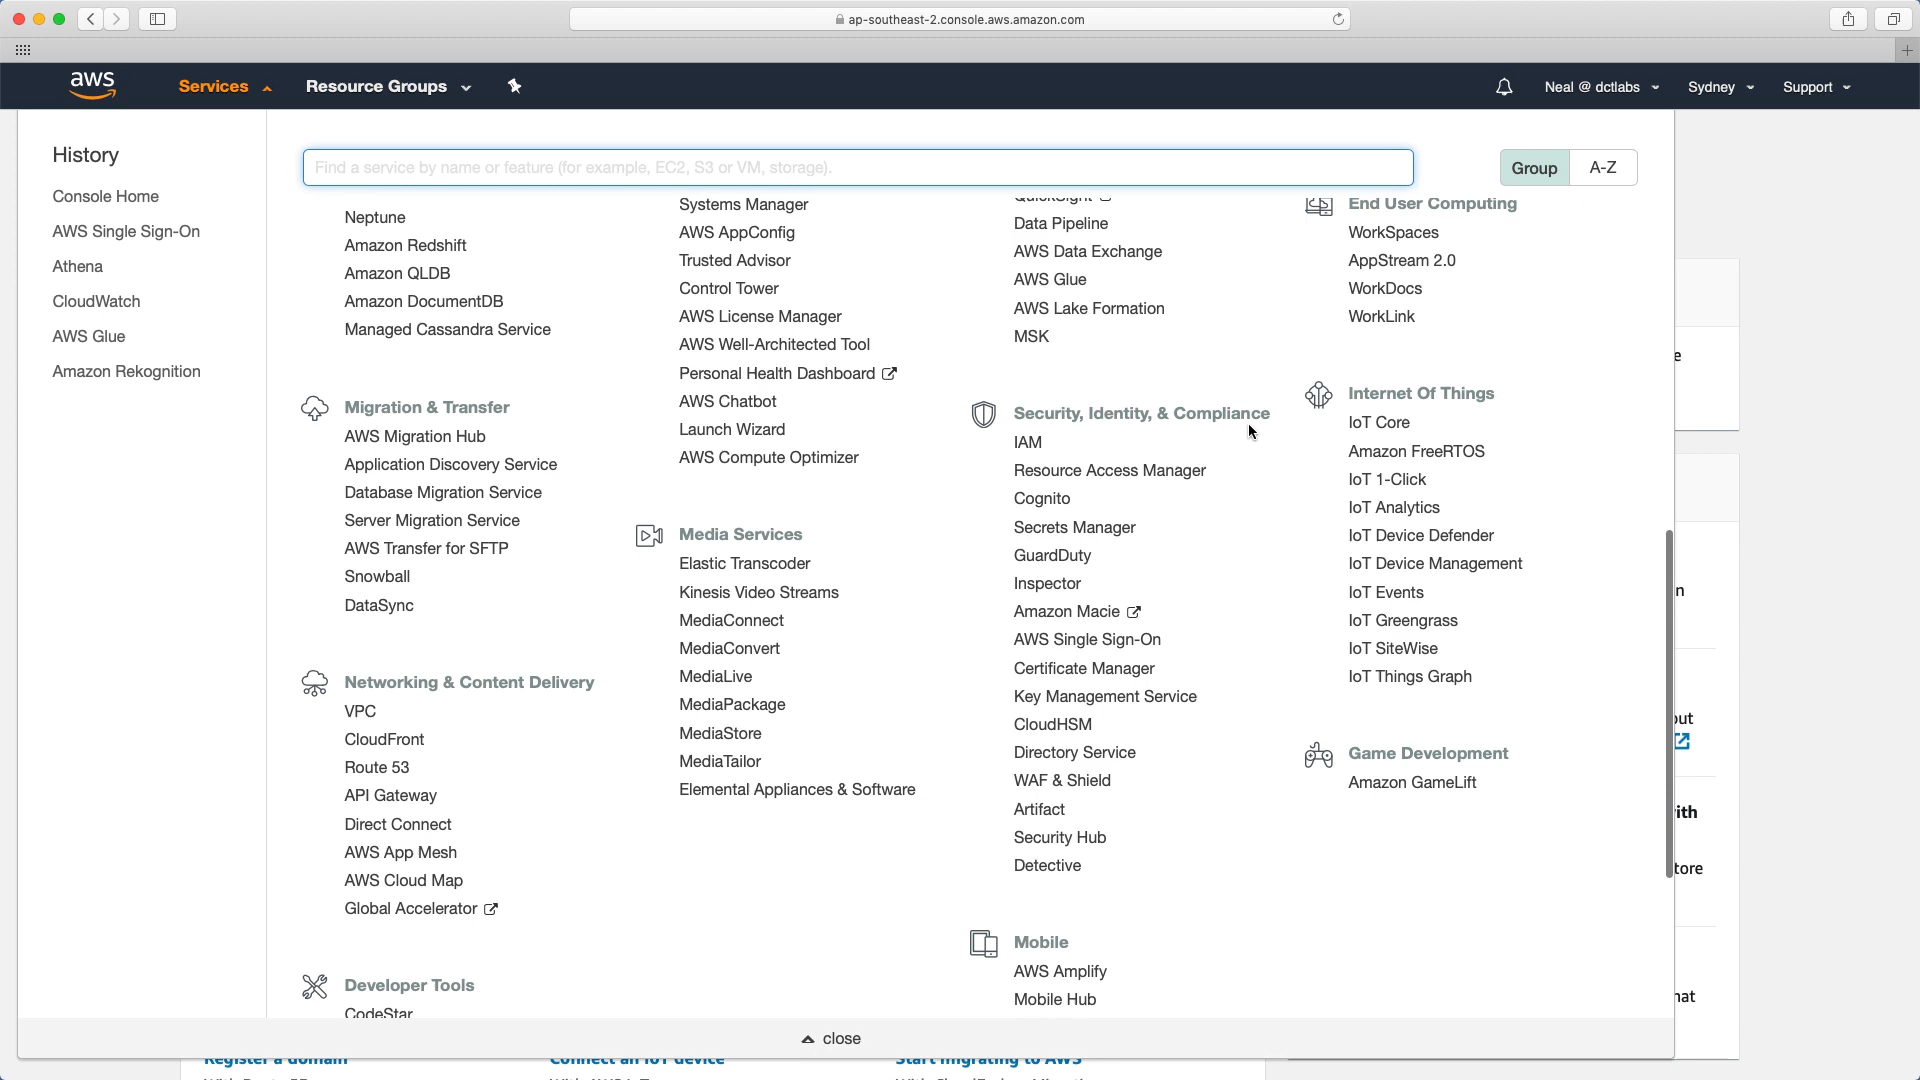 ap-southeast-2.console.aws.amazon.com
aws
Services
Resource Groups
Neal @ dctlabs
Sydney
Support
History
Console Home
AWS Single Sign-On
Athena
CloudWatch
AWS Glue
Amazon Rekognition
Find a service by name or feature (for example, EC2, S3 or VM, storage).
Group
A-Z
Neptune
Amazon Redshift
Amazon QLDB
Amazon DocumentDB
Managed Cassandra Service
Migration & Transfer
AWS Migration Hub
Application Discovery Service
Database Migration Service
Server Migration Service
AWS Transfer for SFTP
Snowball
DataSync
Networking & Content Delivery
VPC
CloudFront
Route 53
API Gateway
Direct Connect
AWS App Mesh
AWS Cloud Map
Global Accelerator
Developer Tools
CodeStar
Systems Manager
AWS AppConfig
Trusted Advisor
Control Tower
AWS License Manager
AWS Well-Architected Tool
Personal Health Dashboard
AWS Chatbot
Launch Wizard
AWS Compute Optimizer
Media Services
Elastic Transcoder
Kinesis Video Streams
MediaConnect
MediaConvert
MediaLive
MediaPackage
MediaStore
MediaTailor
Elemental Appliances & Software
QuickSight
Data Pipeline
AWS Data Exchange
AWS Glue
AWS Lake Formation
MSK
Security, Identity, & Compliance
IAM
Resource Access Manager
Cognito
Secrets Manager
GuardDuty
Inspector
Amazon Macie
AWS Single Sign-On
Certificate Manager
Key Management Service
CloudHSM
Directory Service
WAF & Shield
Artifact
Security Hub
Detective
Mobile
AWS Amplify
Mobile Hub
End User Computing
WorkSpaces
AppStream 2.0
WorkDocs
WorkLink
Internet Of Things
IoT Core
Amazon FreeRTOS
IoT 1-Click
IoT Analytics
IoT Device Defender
IoT Device Management
IoT Events
IoT Greengrass
IoT SiteWise
IoT Things Graph
Game Development
Amazon GameLift
close
Register a domain
Connect an IoT device
Start migrating to AWS